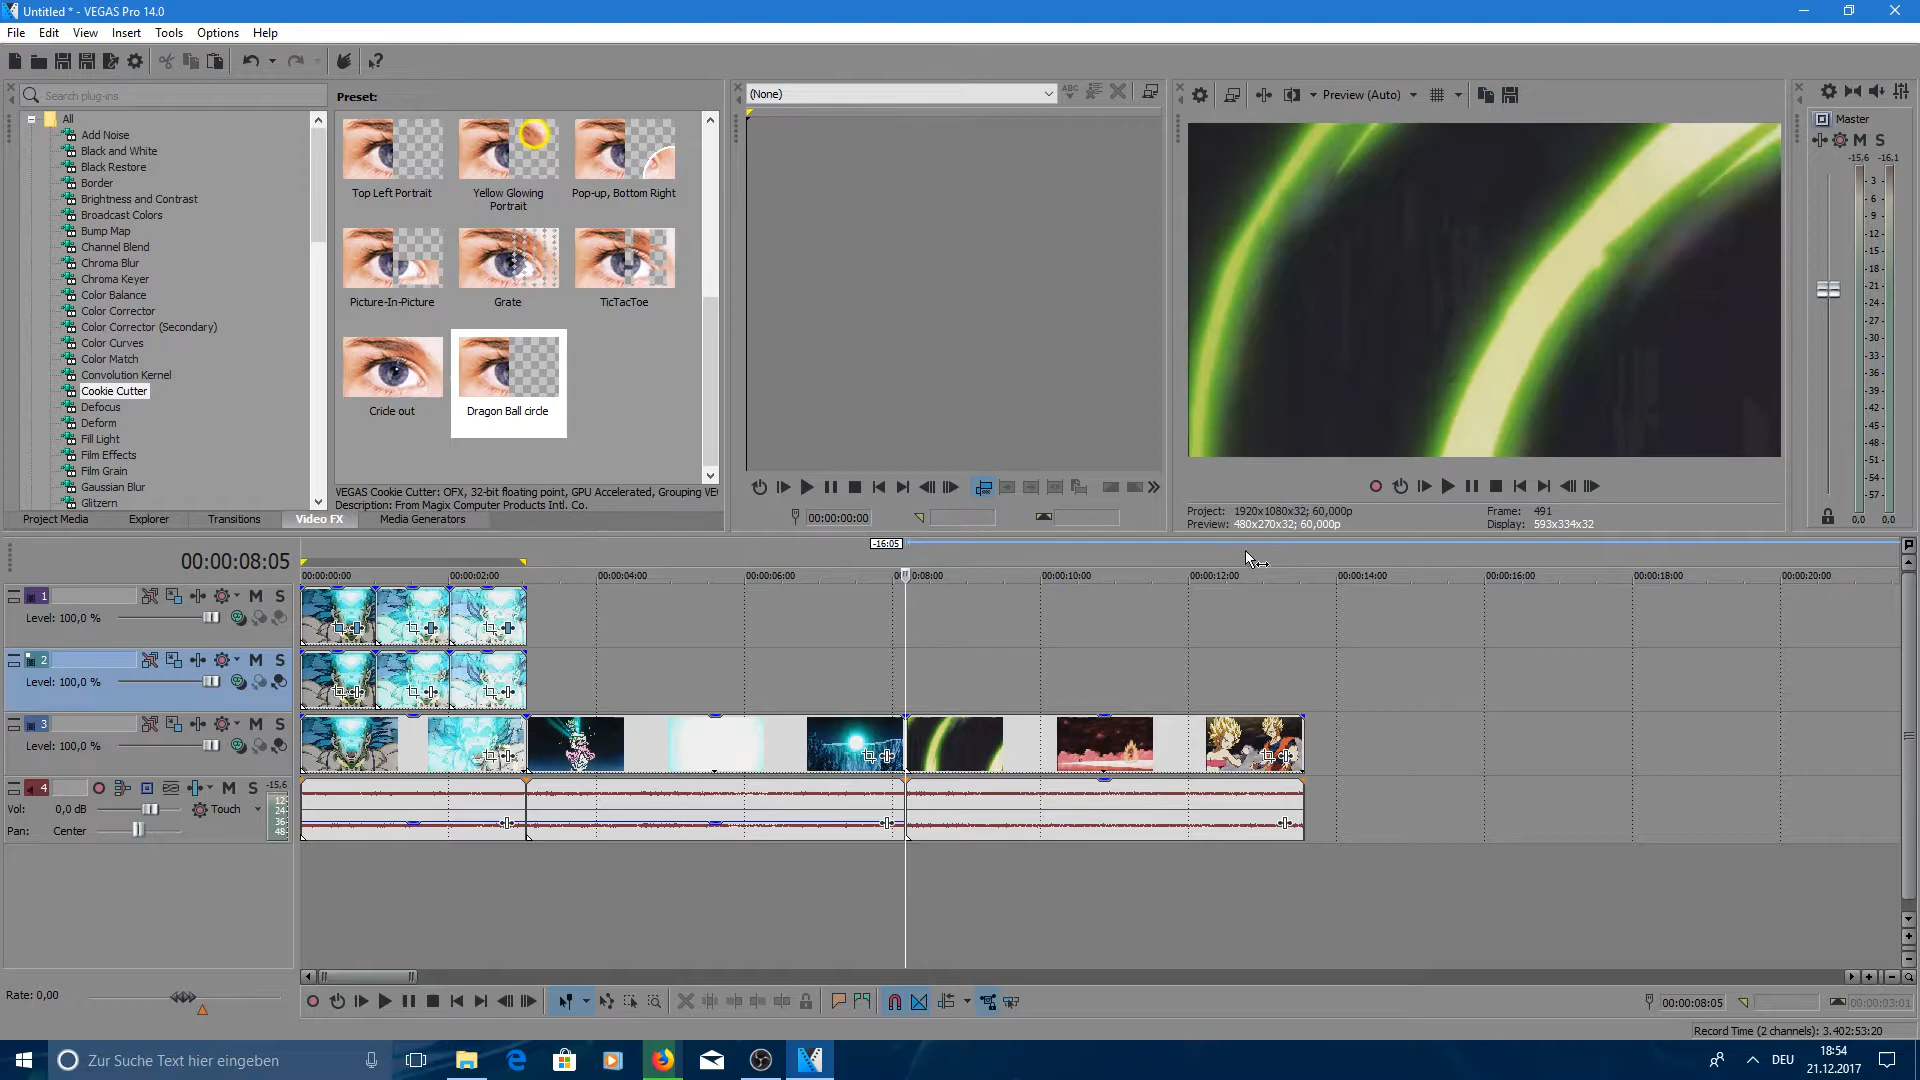 Untitled * - VEGAS Pro 14.0
File Edit View Insert Tools Options Help
Search plug-ins
Preset:
(None)
Preview (Auto)
All
Add Noise
Black and White
Black Restore
Border
Brightness and Contrast
Broadcast Colors
Bump Map
Channel Blend
Chroma Blur
Chroma Keyer
Color Balance
Color Corrector
Color Corrector (Secondary)
Color Curves
Color Match
Convolution Kernel
Cookie Cutter
Defocus
Deform
Fill Light
Film Effects
Film Grain
Gaussian Blur
Glitzern
Top Left Portrait
Yellow Glowing
Portrait
Pop-up, Bottom Right
Picture-In-Picture
Grate
TicTacToe
Cricle out
Dragon Ball circle
VEGAS Cookie Cutter: OFX, 32-bit floating point, GPU Accelerated, Grouping VE
Description: From Magix Computer Products Intl. Co.
Project Media Explorer Transitions Video FX Media Generators
00:00:00:00
Project: 1920x1080x32; 60,000p
Preview: 480x270x32; 60,000p
Frame: 491
Display: 593x334x32
Master
M S
-15,6 -16,1
- 3 -
- 6 -
- 9 -
-12-
-15-
-18-
-21-
-24-
-27-
-30-
-33-
-36-
-39-
-42-
-45-
-48-
-51-
-54-
-57-
0,0 0,0
00:00:08:05
-16:05
00:00:00:00 00:00:02:00 00:00:04:00 00:00:06:00 00:00:08:00 00:00:10:00 00:00:12:00 00:00:14:00 00:00:16:00 00:00:18:00 00:00:20:00
1 M S
Level: 100,0 %
2 M S
Level: 100,0 %
3 M S
Level: 100,0 %
4 M S -15,6
Vol: 0,0 dB Touch
Pan: Center
12
24
36
48
Rate: 0,00
00:00:08:05
00:00:03:01
Record Time (2 channels): 3.402:53:20
Zur Suche Text hier eingeben
DEU
18:54
21.12.2017